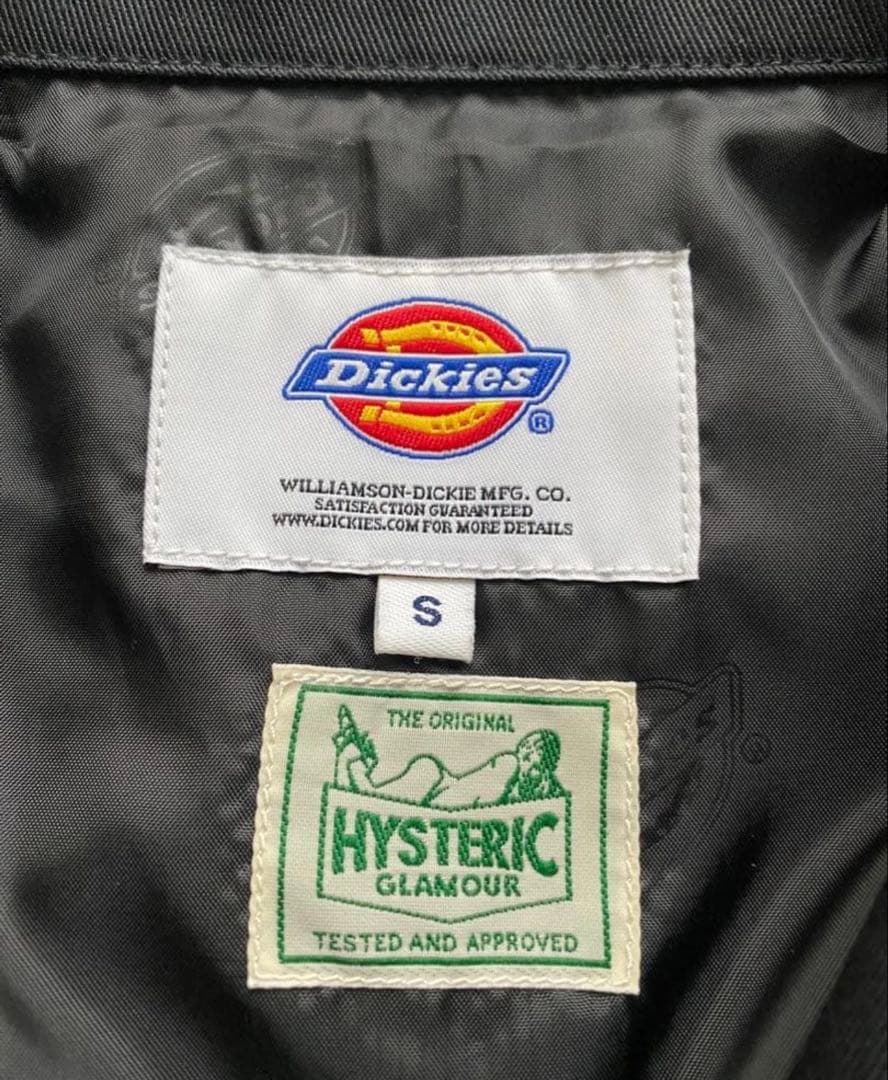 Dickies
®
WILLIAMSON-DICKIE MFG. CO.
SATISFACTION GUARANTEED
WWW.DICKIES.COM FOR MORE DETAILS
S
THE ORIGINAL
HYSTERIC
GLAMOUR
TESTED AND APPROVED
®